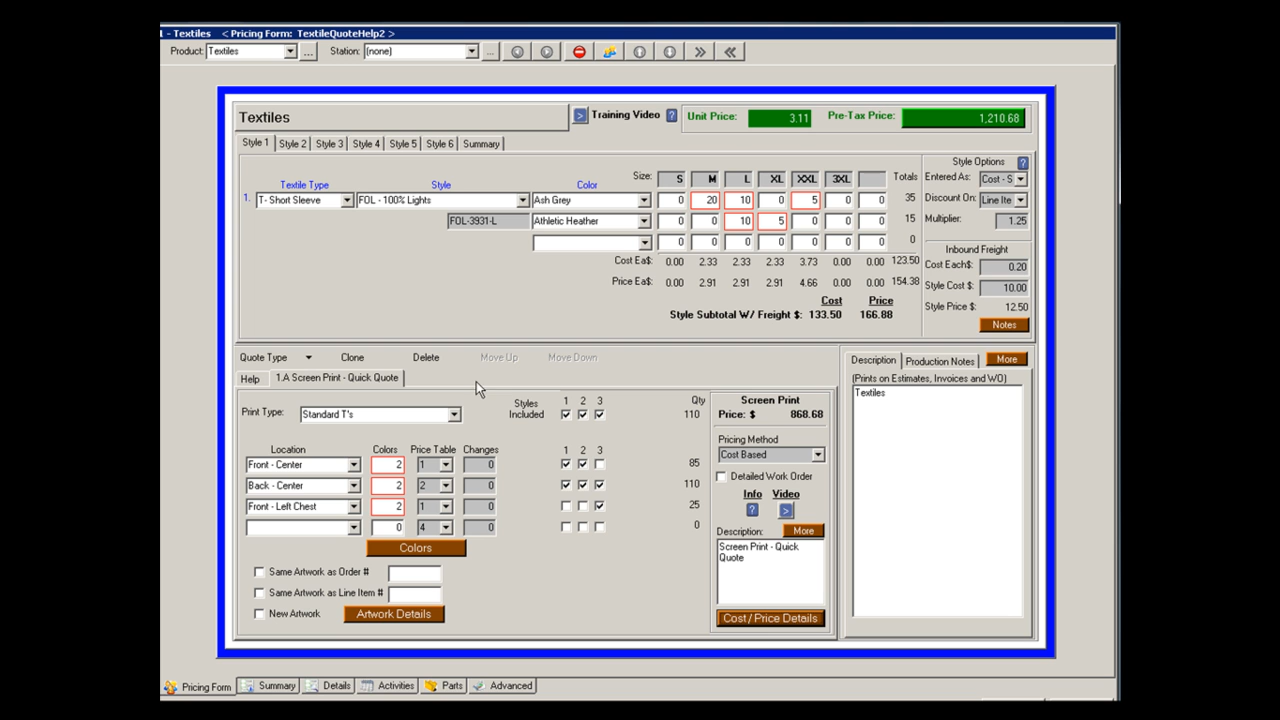 1 - Textiles < Pricing Form: TextileQuoteHelp2 >
Product: Textiles ... Station: (none) ...
Textiles > Training Video ? Unit Price: 3.11 Pre-Tax Price: 1,210.68
Style 1 Style 2 Style 3 Style 4 Style 5 Style 6 Summary
Style Options ?
Size: S M L XL XXL 3XL Totals Entered As: Cost - S
Textile Type Style Color
1. T- Short Sleeve FOL - 100% Lights Ash Grey 0 20 10 0 5 0 0 35 Discount On: Line Ite
FOL-3931-L Athletic Heather 0 0 10 5 0 0 0 15 Multiplier: 1.25
0 0 0 0 0 0 0 0
Inbound Freight
Cost Ea$: 0.00 2.33 2.33 2.33 3.73 0.00 0.00 123.50 Cost Each$: 0.20
Price Ea$: 0.00 2.91 2.91 2.91 4.66 0.00 0.00 154.38 Style Cost $: 10.00
Cost Price
Style Subtotal W/ Freight $: 133.50 166.88 Style Price $: 12.50
Notes
Quote Type Clone Delete Move Up Move Down
Help 1.A Screen Print - Quick Quote
Description Production Notes More
(Prints on Estimates, Invoices and WO)
Textiles
Print Type: Standard T's Styles Included 1 2 3 Qty 110
Screen Print
Price: $ 868.68
Pricing Method
Cost Based
Location Colors Price Table Changes 1 2 3
Front - Center 2 1 0 85
Back - Center 2 2 0 110
Front - Left Chest 2 1 0 25
0 4 0 0
Colors
Detailed Work Order
Info Video
? >
Description: More
Screen Print - Quick
Quote
Same Artwork as Order #
Same Artwork as Line Item #
New Artwork Artwork Details
Cost / Price Details
Pricing Form Summary Details Activities Parts Advanced